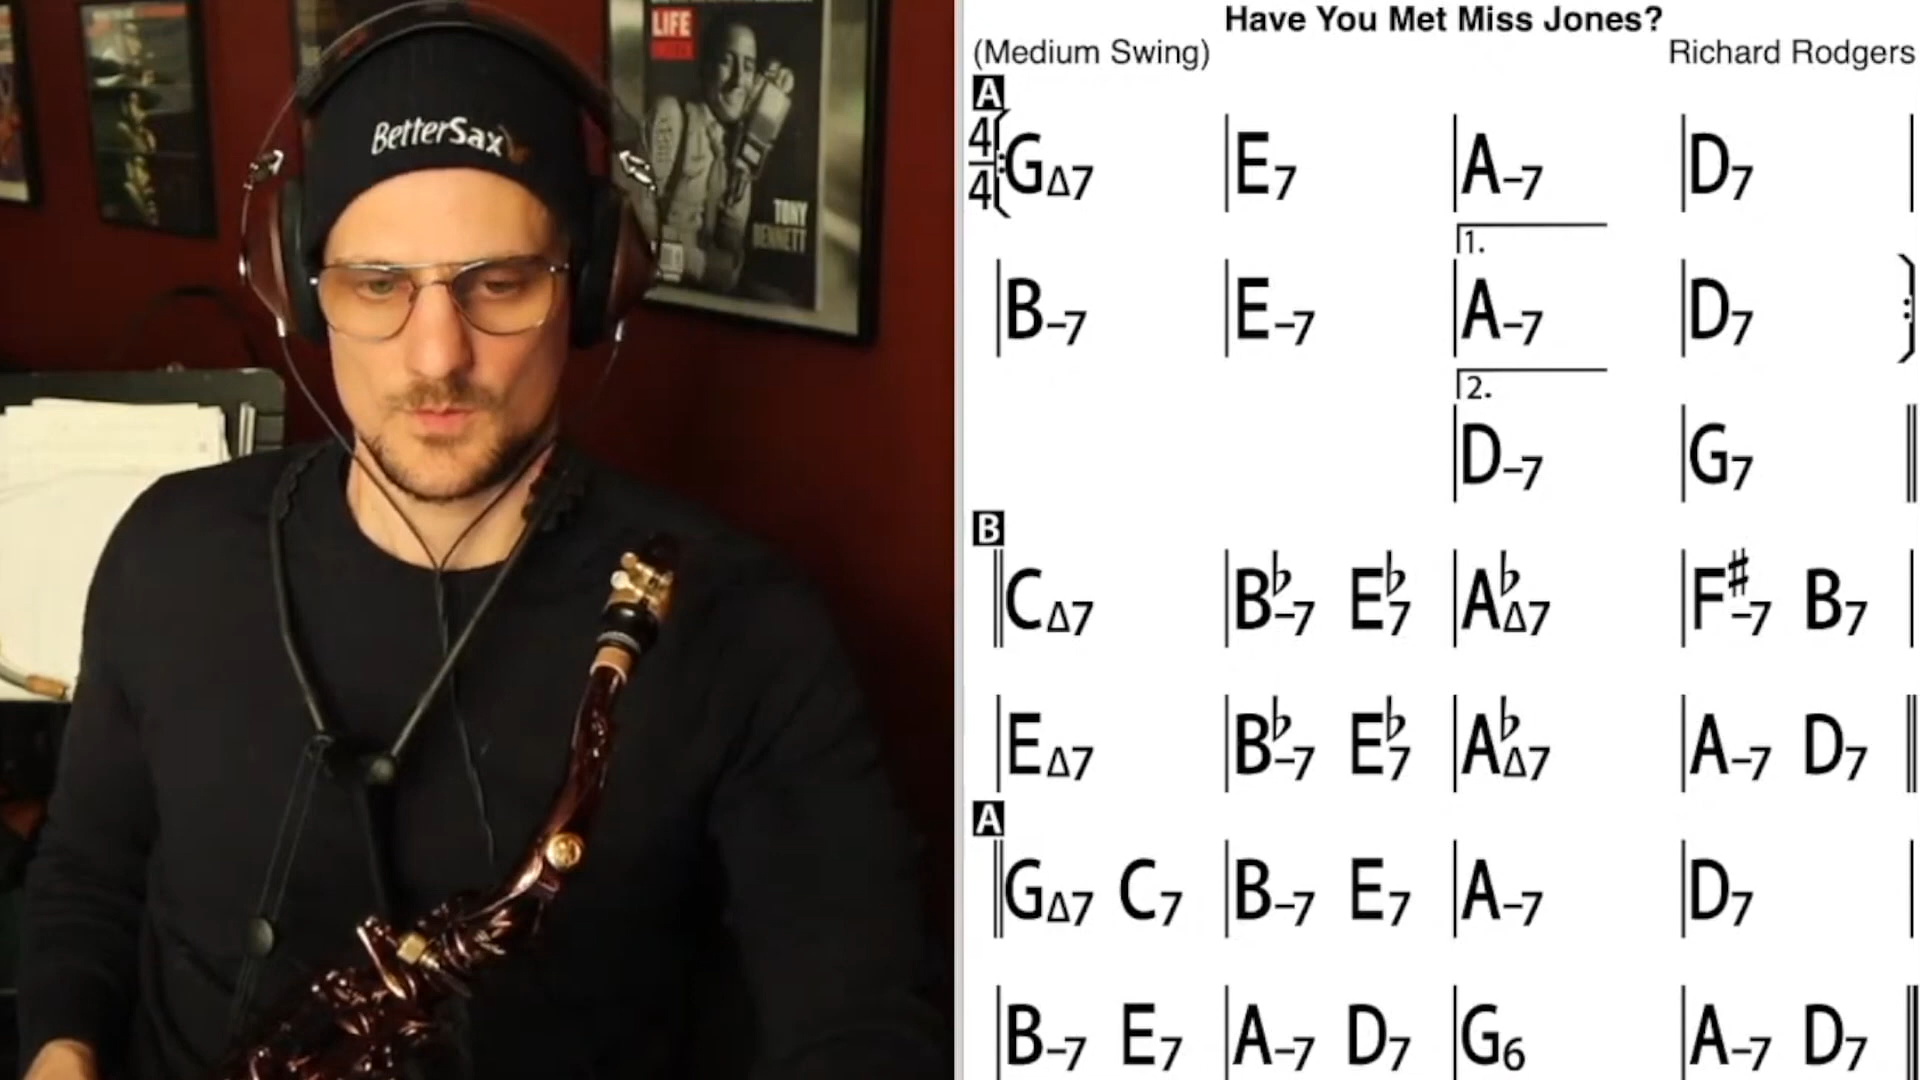 BetterSax
LIFE
TONY
BENNETT
Have You Met Miss Jones?
(Medium Swing)
Richard Rodgers
A
4/4 GΔ7 E7 A-7 D7
1.
B-7 E-7 A-7 D7
2.
D-7 G7
B
CΔ7 B♭-7 E♭7 A♭Δ7 F♯-7 B7
EΔ7 B♭-7 E♭7 A♭Δ7 A-7 D7
A
GΔ7 C7 B-7 E7 A-7 D7
B-7 E7 A-7 D7 G6 A-7 D7